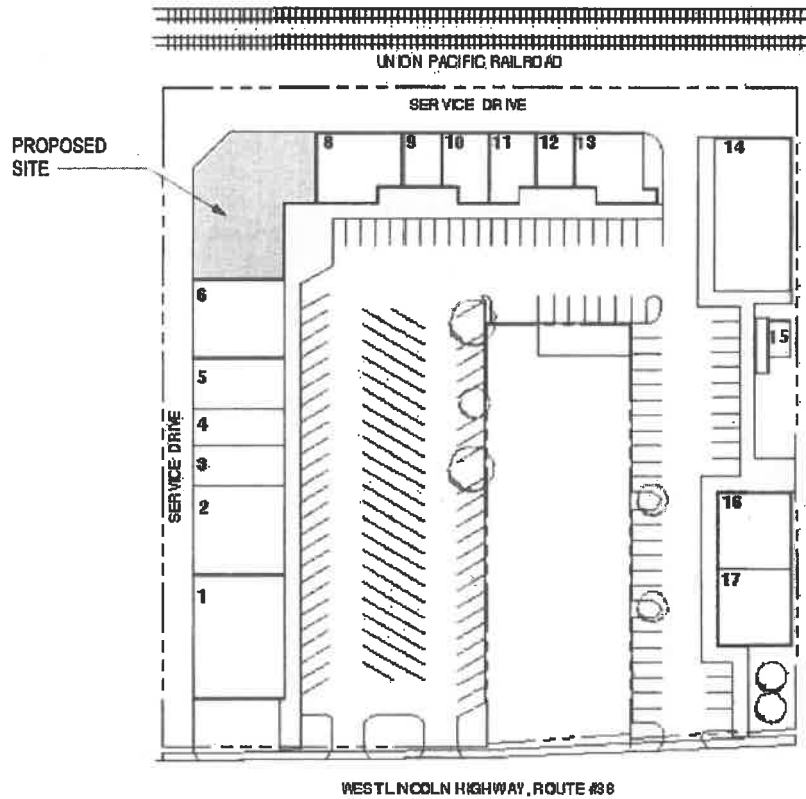 UNION PACIFIC RAILROAD
SERVICE DRIVE
PROPOSED
SITE
8 9 10 11 12 13
14
6
15
5
4
3
SERVICE DRIVE
2
16
17
1
WEST LINCOLN HIGHWAY, ROUTE #38